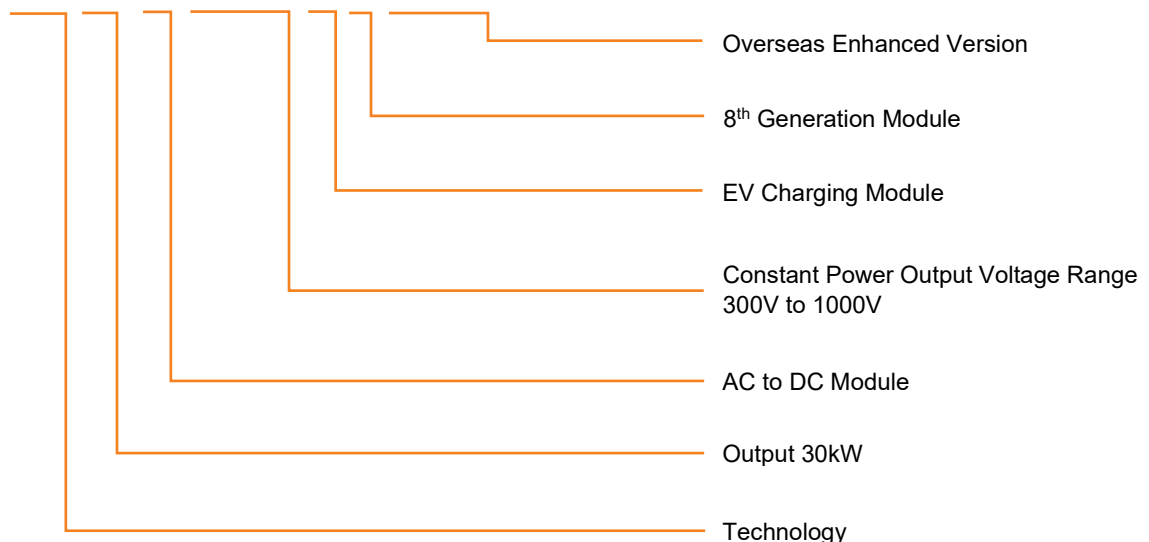 Overseas Enhanced Version
8th Generation Module
EV Charging Module
Constant Power Output Voltage Range
300V to 1000V
AC to DC Module
Output 30kW
Technology